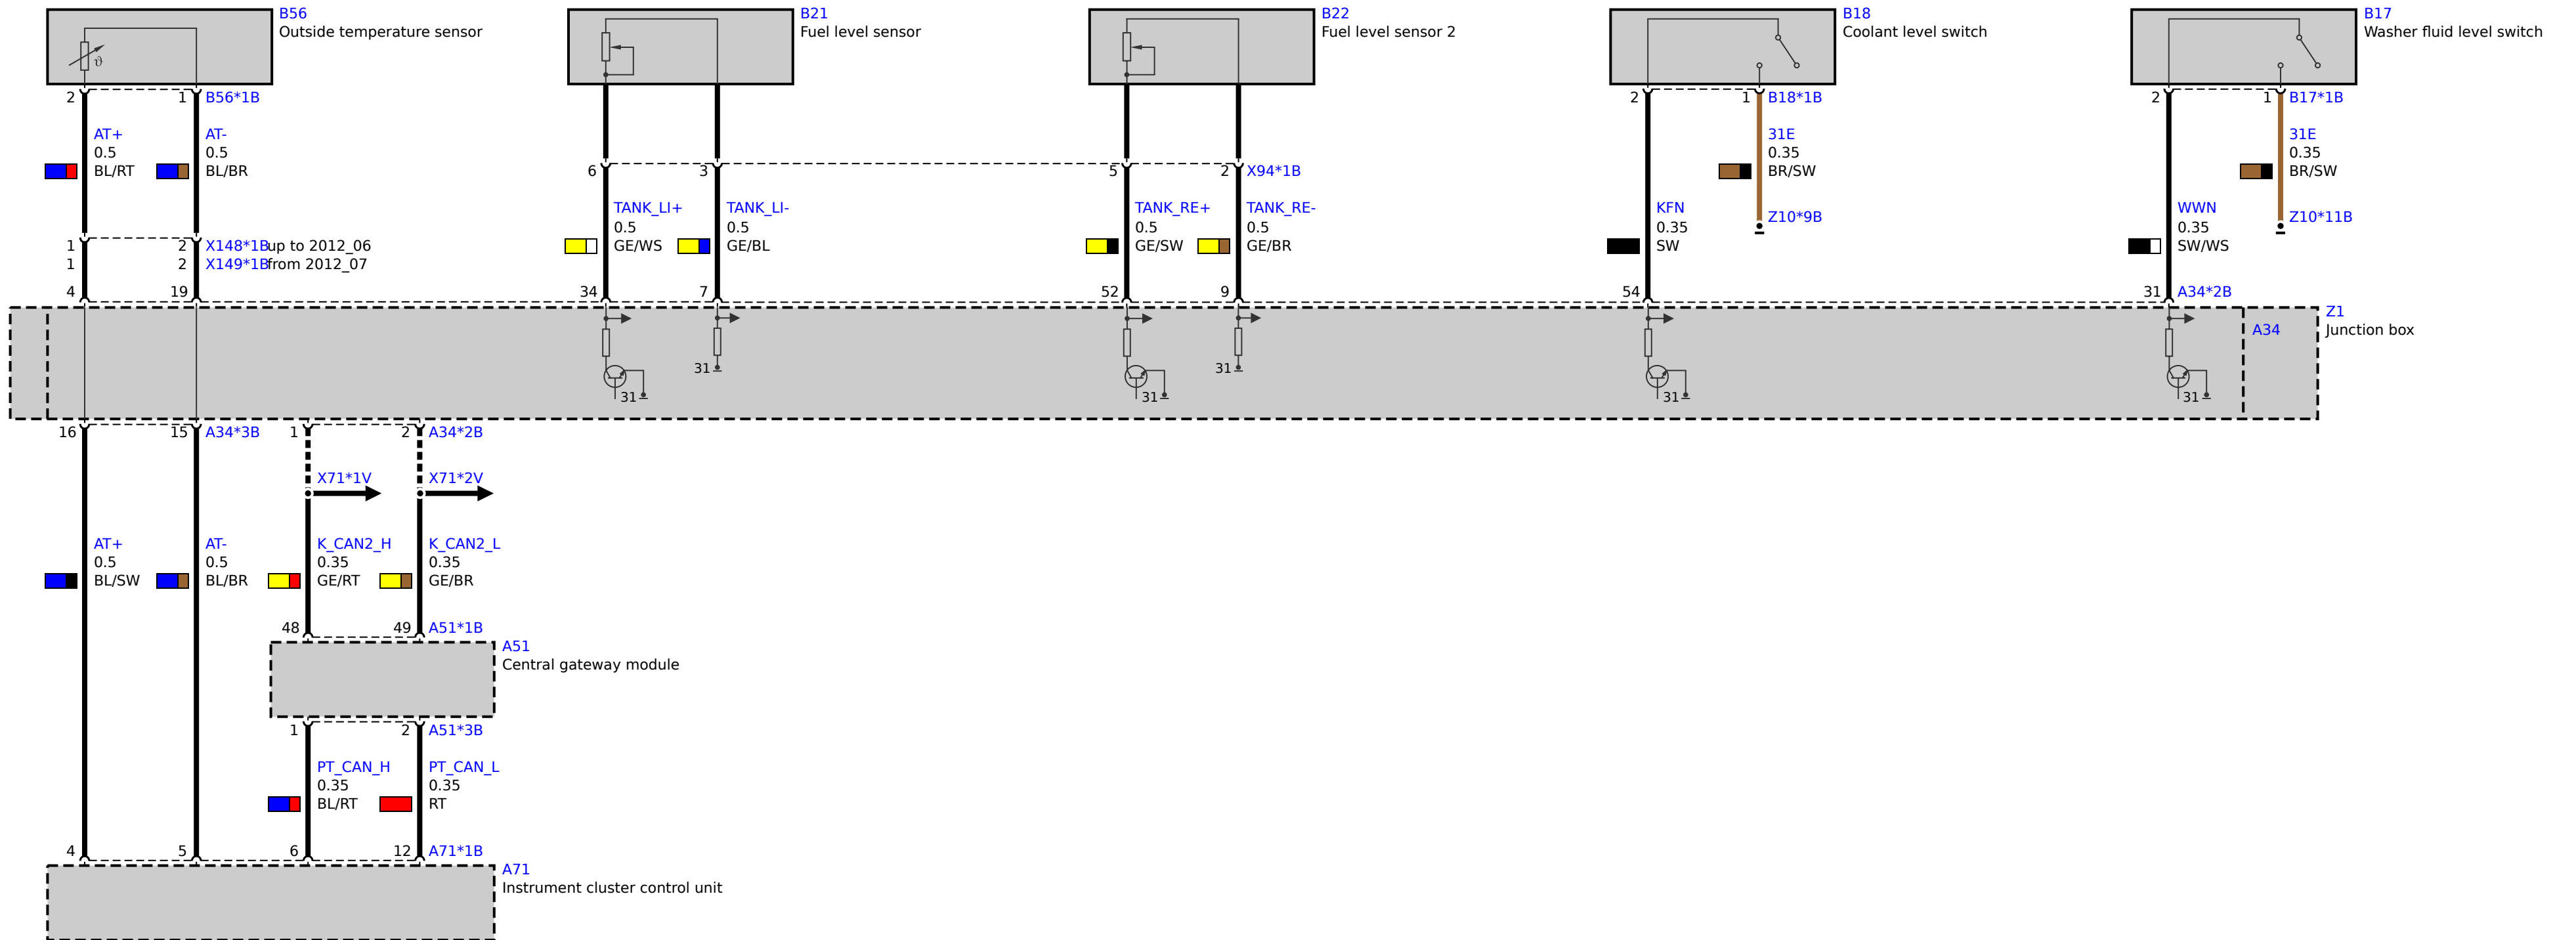 B56
Outside temperature sensor
B21
Fuel level sensor
B22
Fuel level sensor 2
B18
Coolant level switch
B17
Washer fluid level switch
ϑ
2 1 B56*1B
2 1 B18*1B
2 1 B17*1B
AT+
0.5
BL/RT
AT-
0.5
BL/BR
31E
0.35
BR/SW
31E
0.35
BR/SW
6 3 5 2 X94*1B
TANK_LI+
0.5
GE/WS
TANK_LI-
0.5
GE/BL
TANK_RE+
0.5
GE/SW
TANK_RE-
0.5
GE/BR
KFN
0.35
SW
Z10*9B
WWN
0.35
SW/WS
Z10*11B
1 2 X148*1B up to 2012_06
1 2 X149*1B from 2012_07
4 19 34 7 52 9 54 31 A34*2B
Z1
Junction box
A34
31
31
31
31
31
31
16 15 A34*3B 1 2 A34*2B
X71*1V
X71*2V
AT+
0.5
BL/SW
AT-
0.5
BL/BR
K_CAN2_H
0.35
GE/RT
K_CAN2_L
0.35
GE/BR
48 49 A51*1B
A51
Central gateway module
1 2 A51*3B
PT_CAN_H
0.35
BL/RT
PT_CAN_L
0.35
RT
4 5 6 12 A71*1B
A71
Instrument cluster control unit